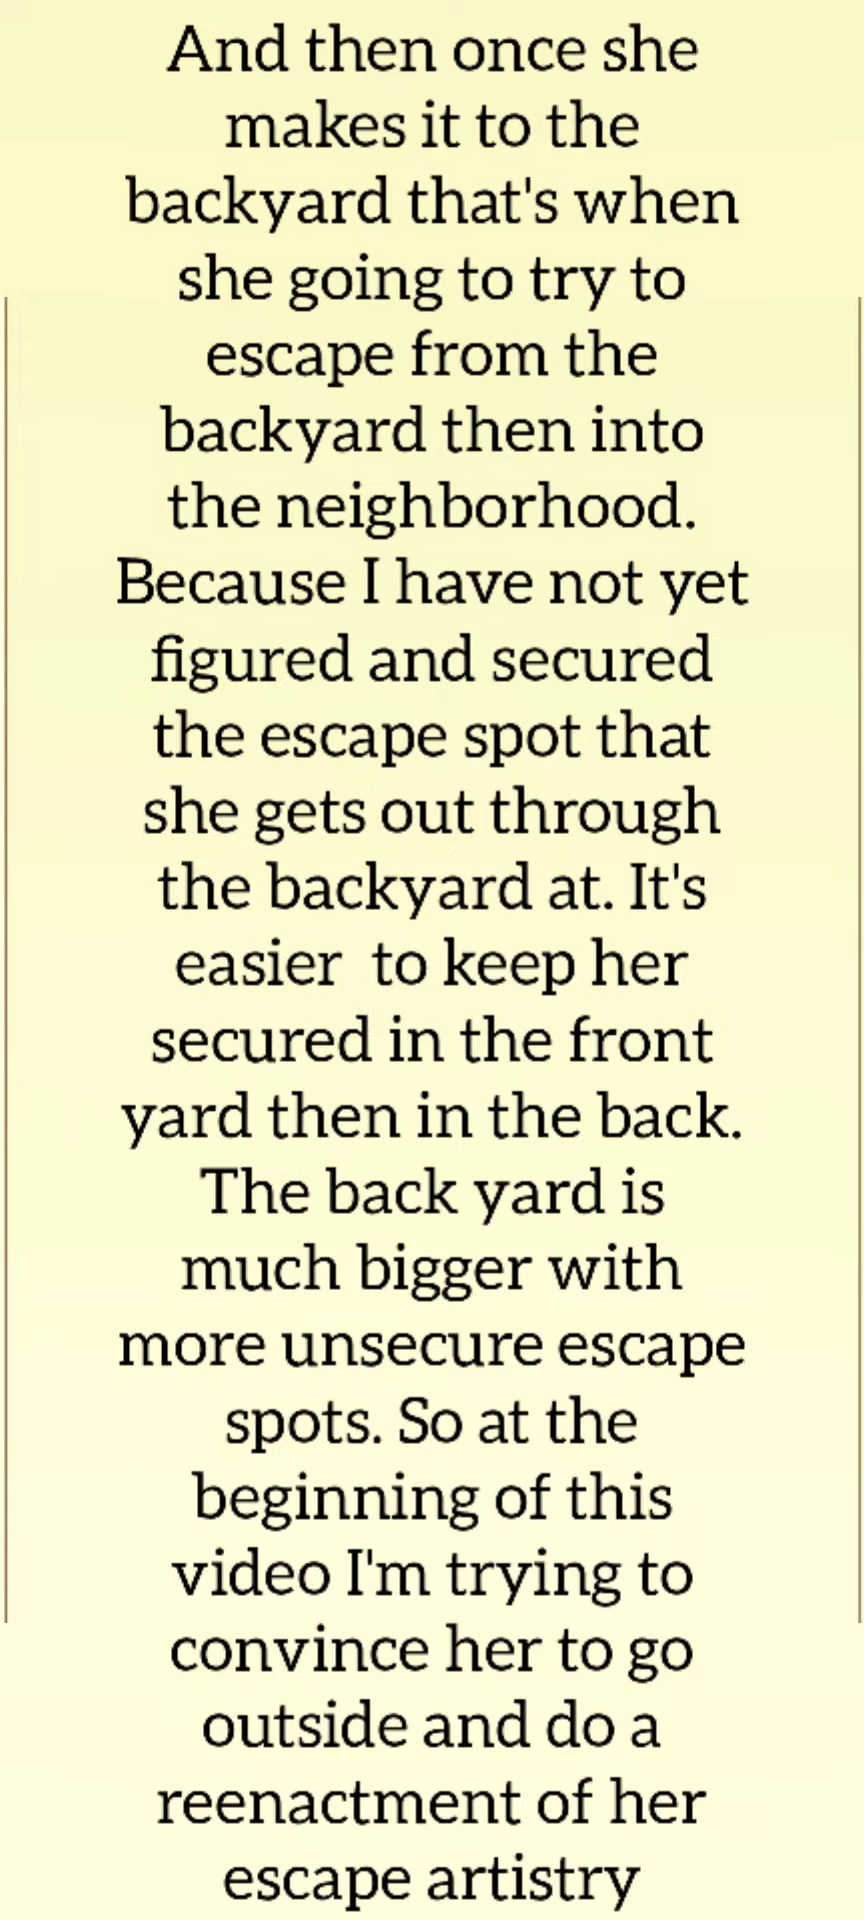 And then once she
makes it to the
backyard that's when
she going to try to
escape from the
backyard then into
the neighborhood.
Because I have not yet
figured and secured
the escape spot that
she gets out through
the backyard at. It's
easier  to keep her
secured in the front
yard then in the back.
The back yard is
much bigger with
more unsecure escape
spots. So at the
beginning of this
video I'm trying to
convince her to go
outside and do a
reenactment of her
escape artistry